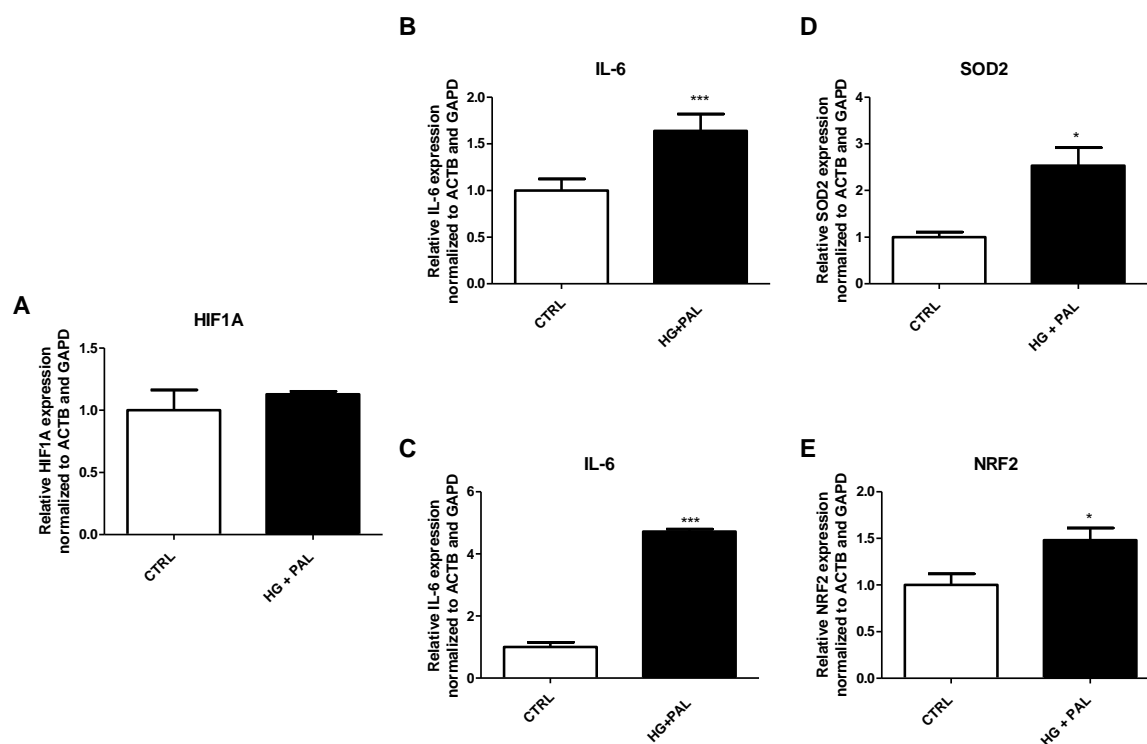 A
HIF1A
Relative HIF1A expression
normalized to ACTB and GAPD
1.5
1.0
0.5
0.0
CTRL
HG + PAL
B
IL-6
Relative IL-6 expression
normalized to ACTB and GAPD
2.0
1.5
1.0
0.5
0.0
***
CTRL
HG+PAL
C
IL-6
Relative IL-6 expression
normalized to ACTB and GAPD
6
4
2
0
***
CTRL
HG+PAL
D
SOD2
Relative SOD2 expression
normalized to ACTB and GAPD
4
3
2
1
0
*
CTRL
HG + PAL
E
NRF2
Relative NRF2 expression
normalized to ACTB and GAPD
2.0
1.5
1.0
0.5
0.0
*
CTRL
HG + PAL